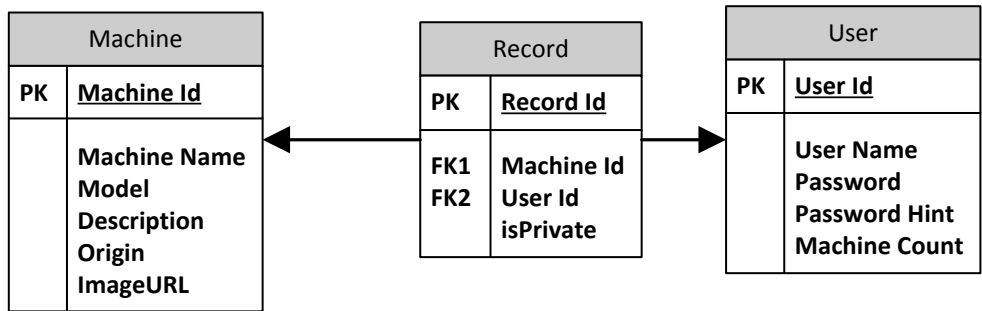 Machine
PK Machine Id
Machine Name
Model
Description
Origin
ImageURL
Record
PK Record Id
FK1 Machine Id
FK2 User Id
isPrivate
User
PK User Id
User Name
Password
Password Hint
Machine Count